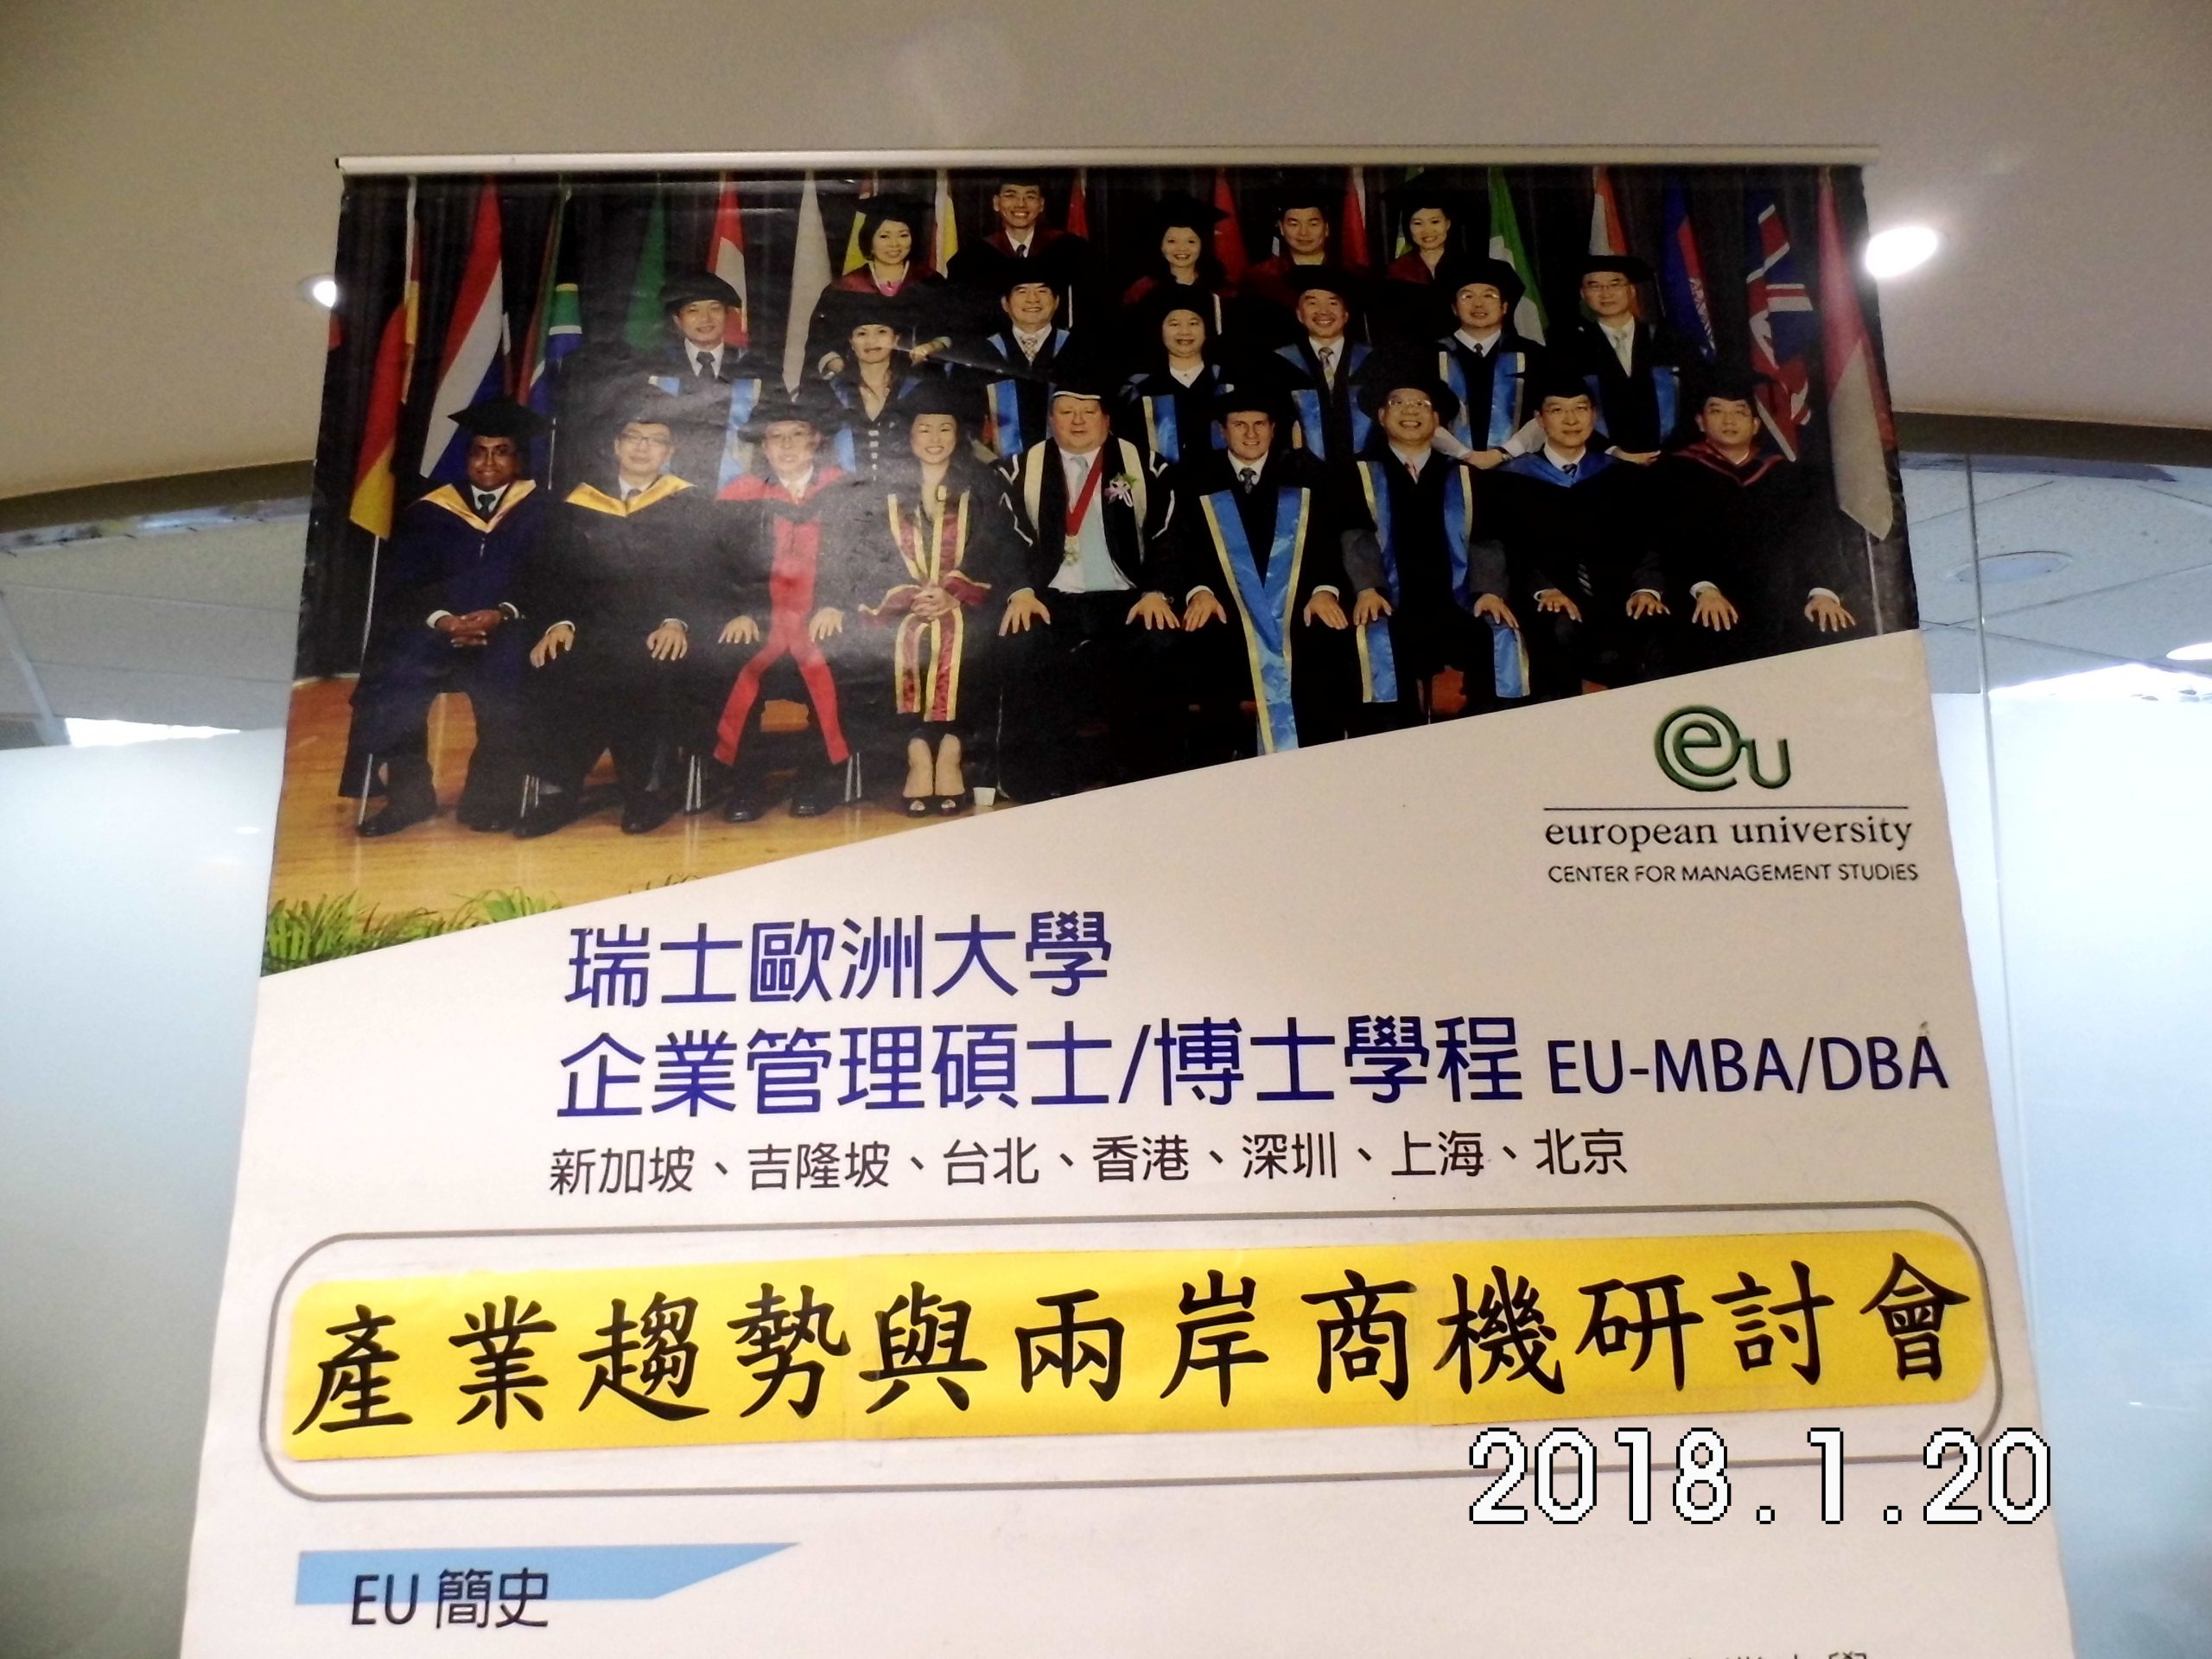 eu
european university
CENTER FOR MANAGEMENT STUDIES
瑞士歐洲大學
企業管理碩士/博士學程 EU-MBA/DBA
新加坡、吉隆坡、台北、香港、深圳、上海、北京
產業趨勢與兩岸商機研討會
2018.1.20
EU 簡史